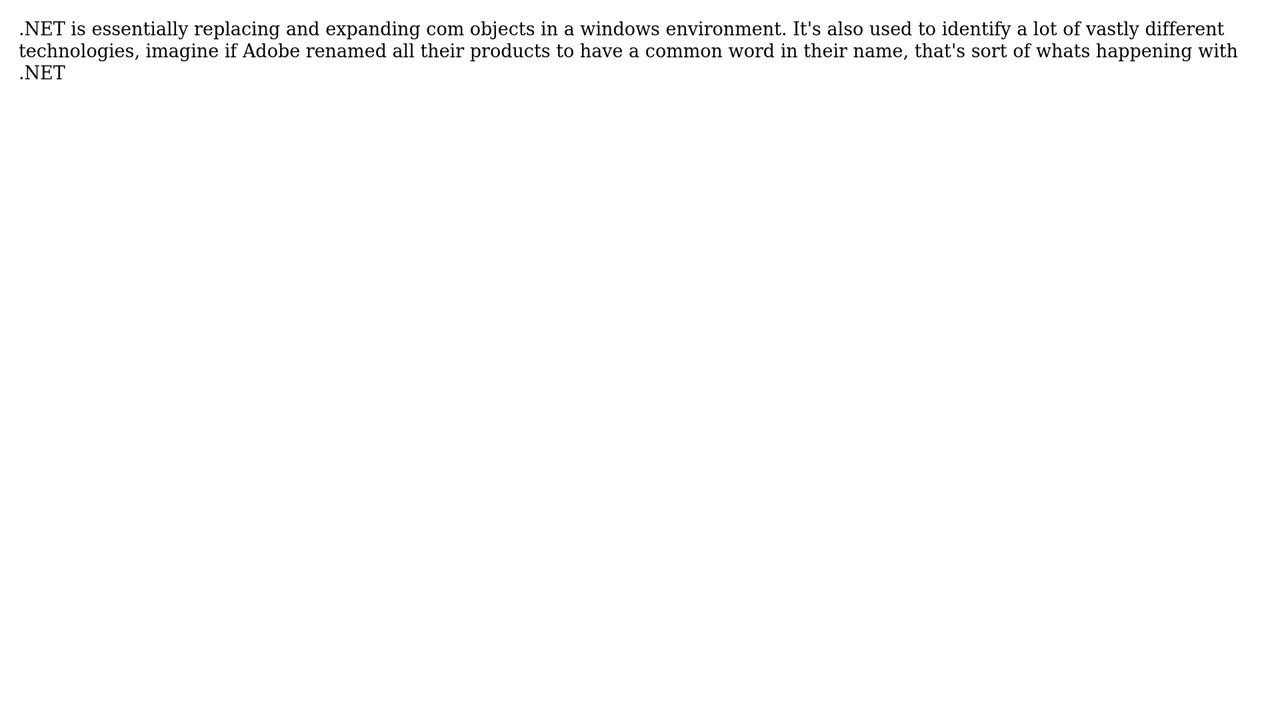 .NET is essentially replacing and expanding com objects in a windows environment. It's also used to identify a lot of vastly different
technologies, imagine if Adobe renamed all their products to have a common word in their name, that's sort of whats happening with
.NET